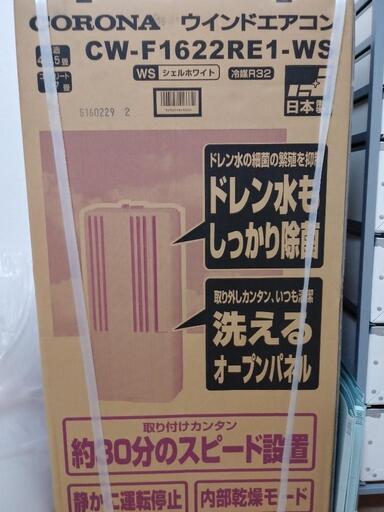 CORONA ウインドエアコン
CW-F1622RE1-WS
WS シェルホワイト 冷媒R32
日本製
G160229 2
ドレン水の細菌の繁殖を抑制
ドレン水も
しっかり除菌
取り外しカンタン、いつも清潔
洗える
オープンパネル
取り付けカンタン
約30分のスピード設置
静かに運転停止
内部乾燥モード